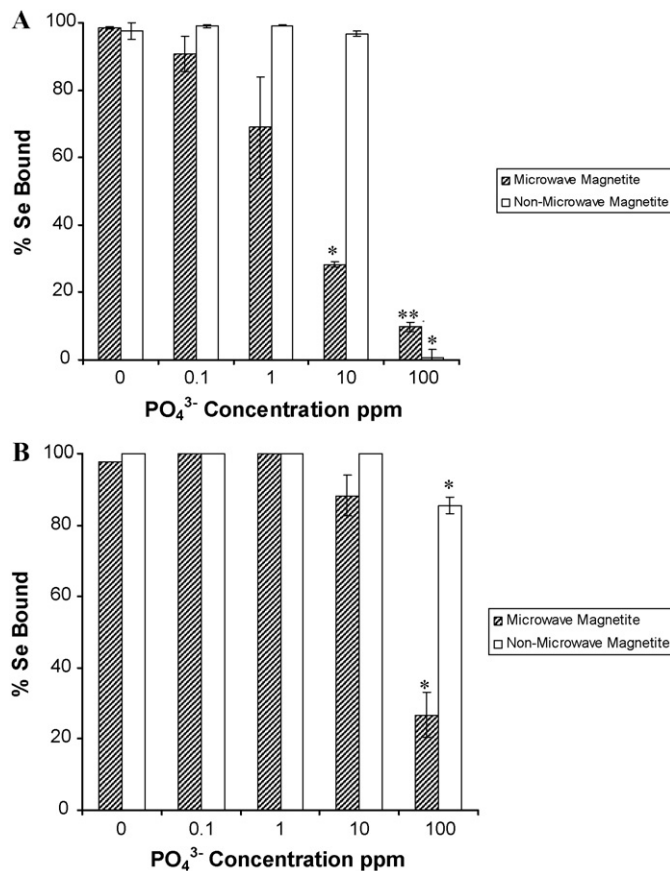 A
100
80
60
40
20
0
% Se Bound
*
**
*
0 0.1 1 10 100
PO₄³⁻ Concentration ppm
Microwave Magnetite
Non-Microwave Magnetite
B
100
80
60
40
20
0
% Se Bound
*
*
0 0.1 1 10 100
PO₄³⁻ Concentration ppm
Microwave Magnetite
Non-Microwave Magnetite